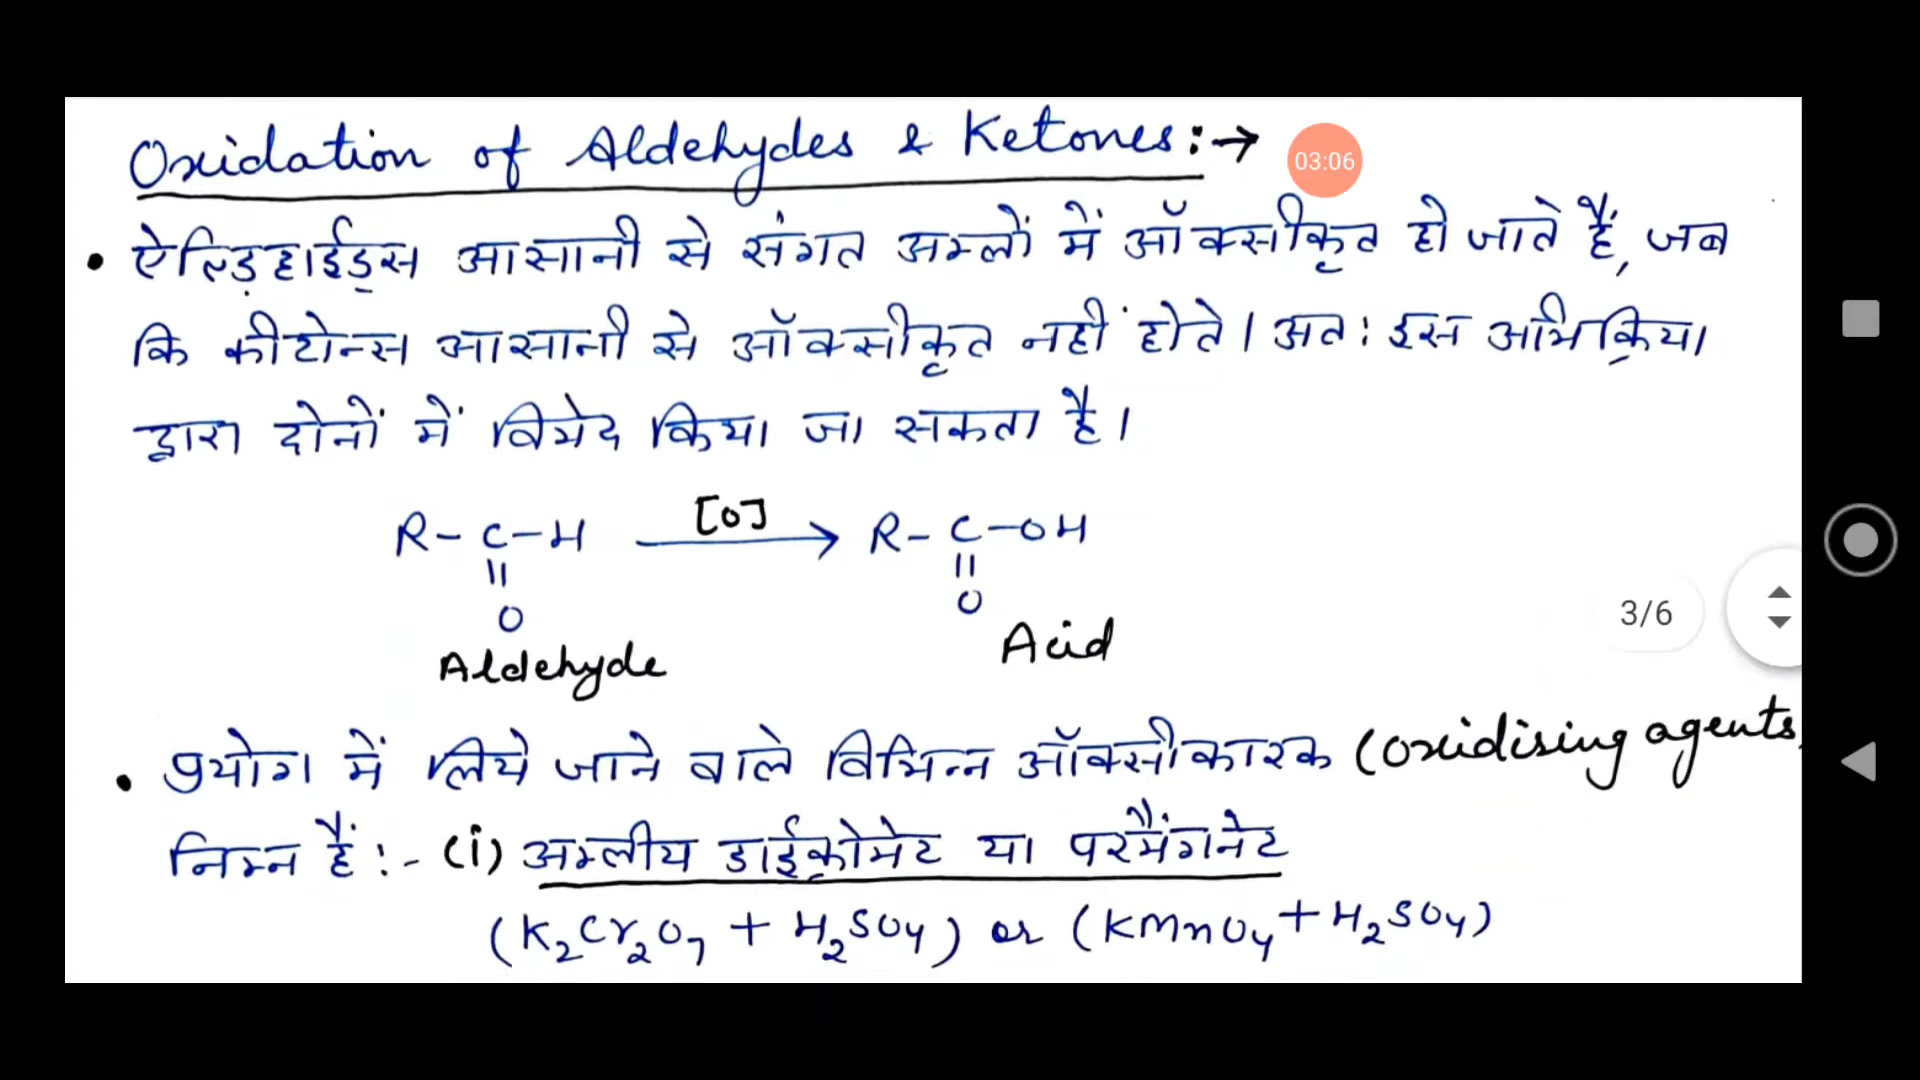 Oxidation of Aldehydes & Ketones:→
03:06
• ऐल्डिहाईड्स आसानी से संगत अम्लों में ऑक्सीकृत हो जाते हैं, जब
कि कीटोन्स आसानी से ऑक्सीकृत नहीं होते। अतः इस अभिक्रिया
द्वारा दोनों में विभेद किया जा सकता है।
R-C-H [O]→ R-C-OH
|| ||
O O
Aldehyde Acid
3/6
• प्रयोग में लिये जाने वाले विभिन्न ऑक्सीकारक (oxidising agents)
निम्न हैं:- (i) अम्लीय डाईक्रोमेट या परमैंगनेट
(K₂Cr₂O₇ + H₂SO₄) or (KMnO₄ + H₂SO₄)